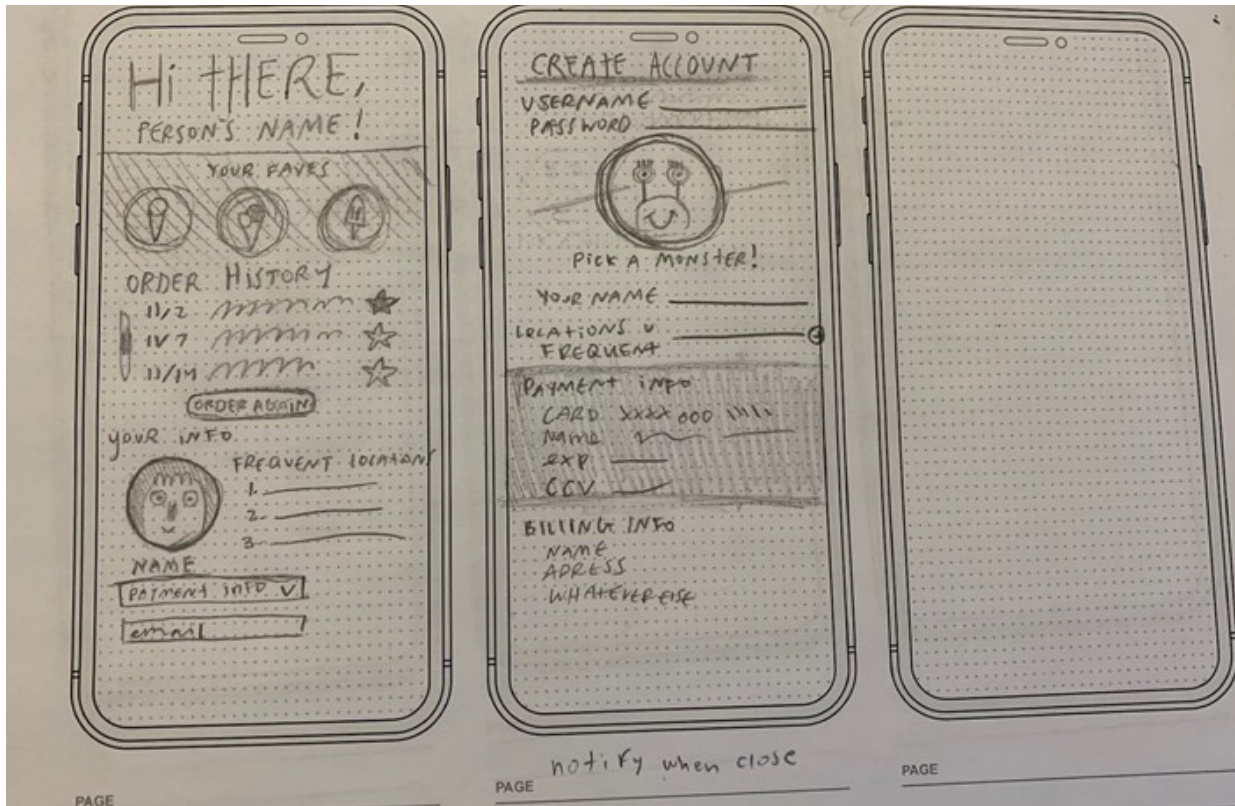 Hi THERE,
PERSON'S NAME!
YOUR FAVES
ORDER HISTORY
11/2
11/7
11/14
ORDER AGAIN
YOUR INFO
FREQUENT LOCATIONS
1.
2.
3.
NAME
PAYMENT INFO V
email
PAGE
CREATE ACCOUNT
USERNAME
PASSWORD
PICK A MONSTER!
YOUR NAME
LOCATIONS U
FREQUENT
PAYMENT info
CARD XXXX 000
NAME
EXP
CCV
BILLING INFO
NAME
ADRESS
WHATEVER ELSE
notify when close
PAGE
PAGE